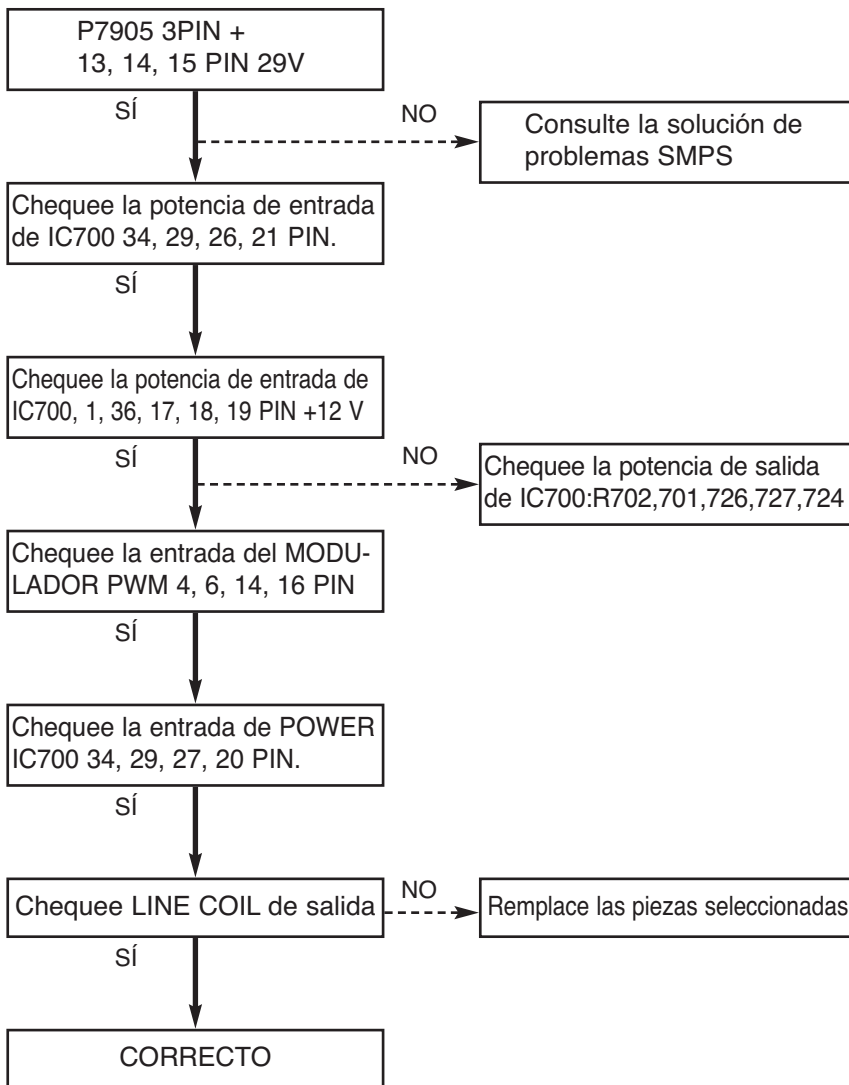 P7905 3PIN +
13, 14, 15 PIN 29V
SÍ
NO
Consulte la solución de
problemas SMPS
Chequee la potencia de entrada
de IC700 34, 29, 26, 21 PIN.
SÍ
Chequee la potencia de entrada de
IC700, 1, 36, 17, 18, 19 PIN +12 V
SÍ
NO
Chequee la potencia de salida
de IC700:R702,701,726,727,724
Chequee la entrada del MODU-
LADOR PWM 4, 6, 14, 16 PIN
SÍ
Chequee la entrada de POWER
IC700 34, 29, 27, 20 PIN.
SÍ
Chequee LINE COIL de salida
NO
Remplace las piezas seleccionadas
SÍ
CORRECTO